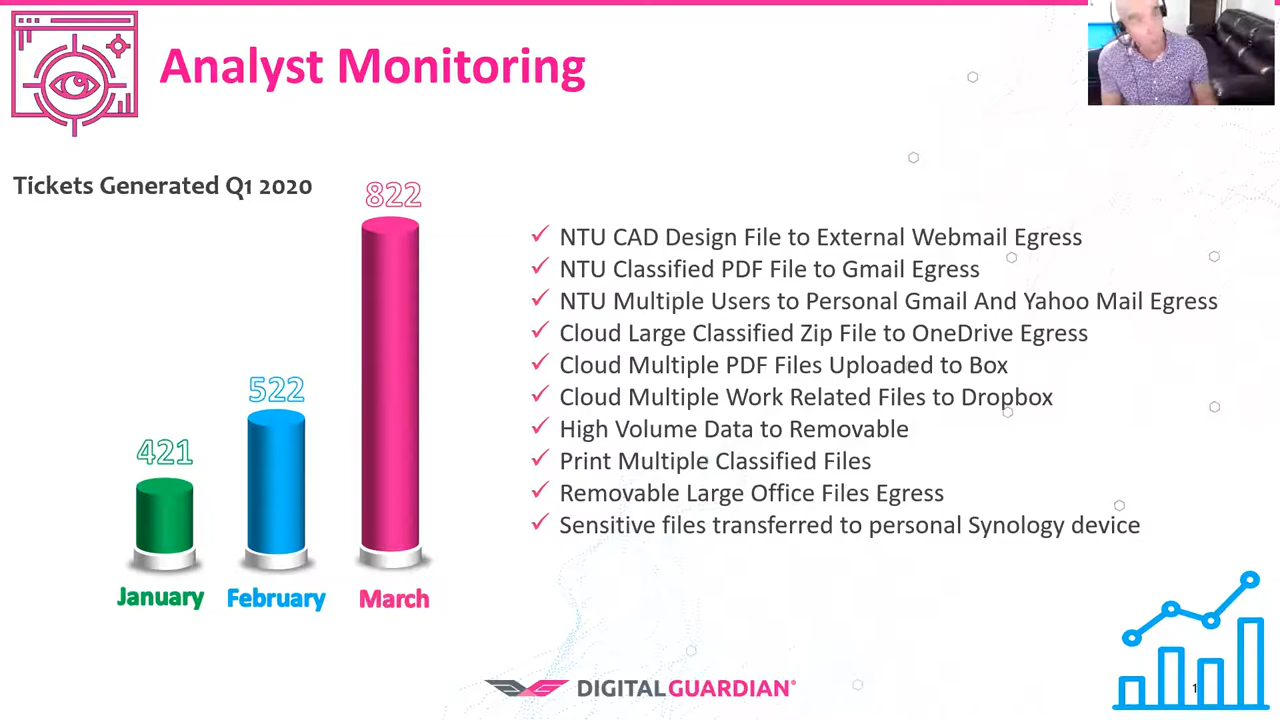 Analyst Monitoring
Tickets Generated Q1 2020
822
522
421
January
February
March
NTU CAD Design File to External Webmail Egress
NTU Classified PDF File to Gmail Egress
NTU Multiple Users to Personal Gmail And Yahoo Mail Egress
Cloud Large Classified Zip File to OneDrive Egress
Cloud Multiple PDF Files Uploaded to Box
Cloud Multiple Work Related Files to Dropbox
High Volume Data to Removable
Print Multiple Classified Files
Removable Large Office Files Egress
Sensitive files transferred to personal Synology device
DIGITALGUARDIAN®